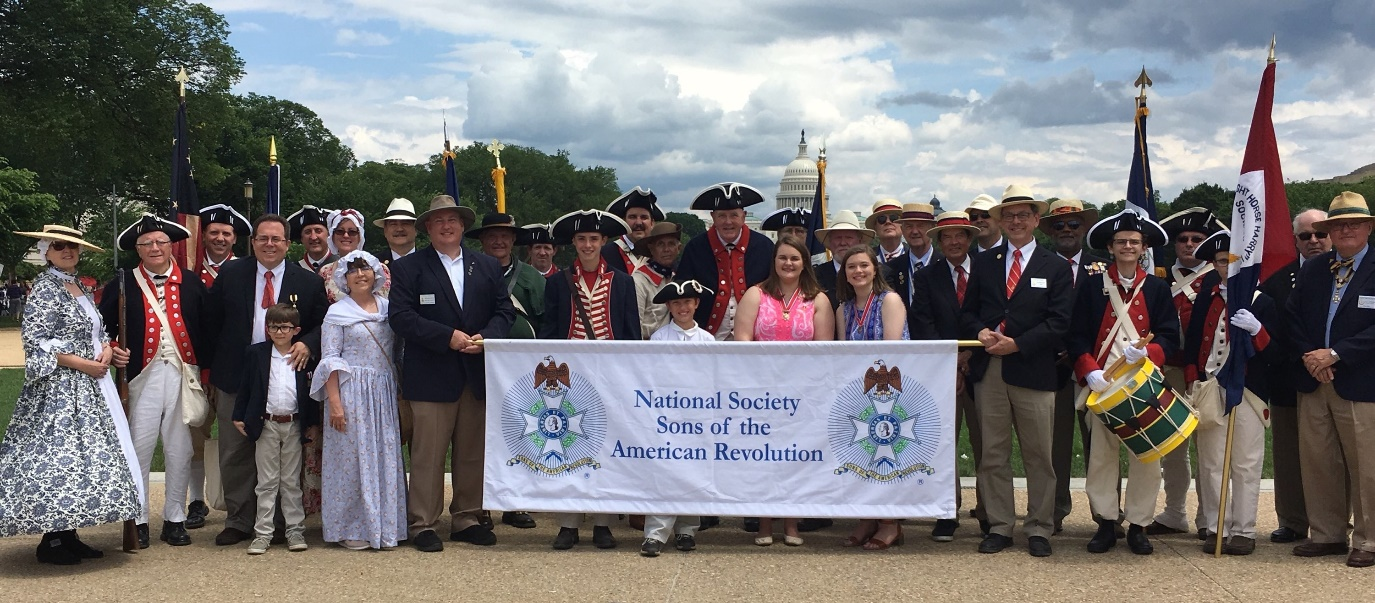 National Society
Sons of the
American Revolution